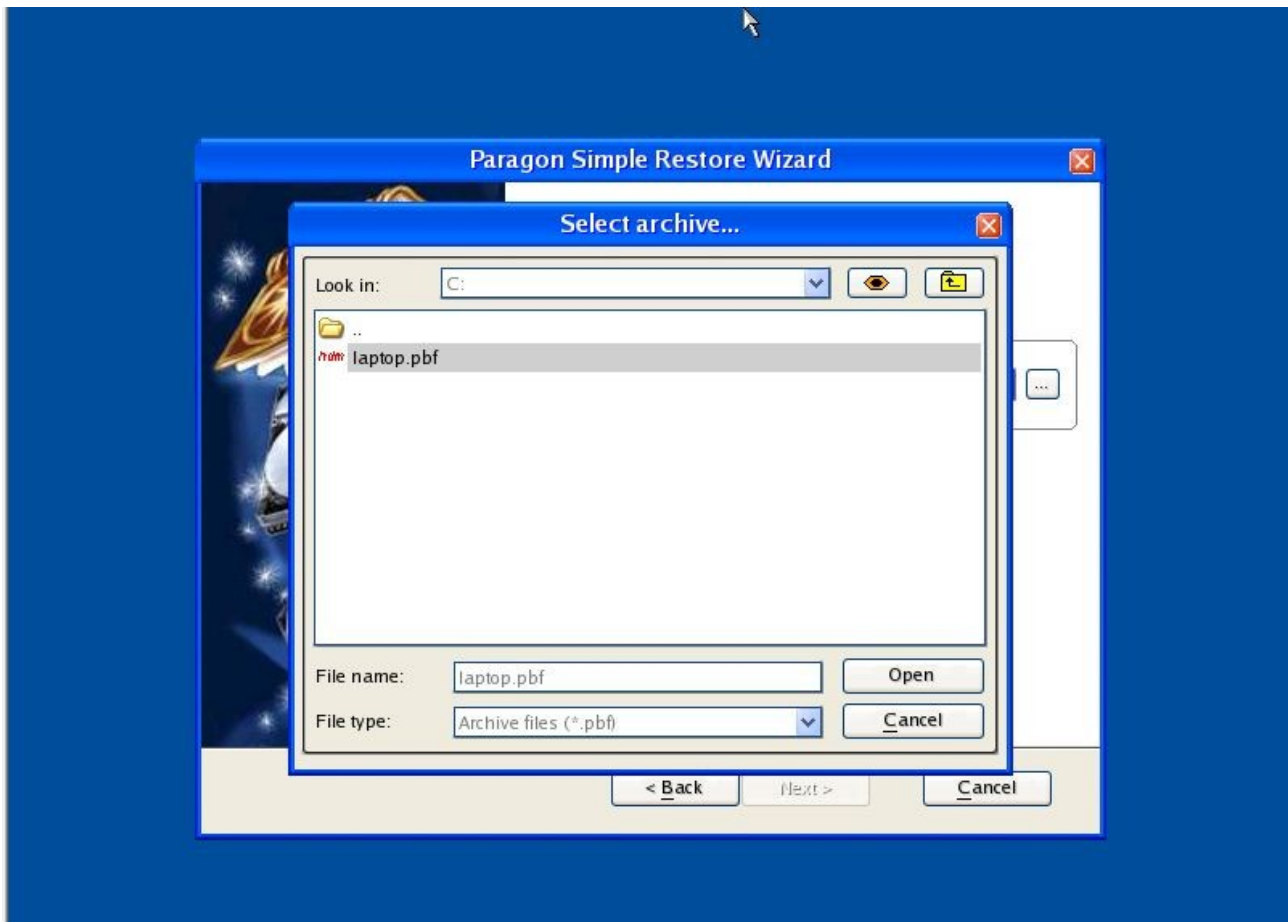 Paragon Simple Restore Wizard
Select archive...
Look in: C:
..
laptop.pbf
...
File name: laptop.pbf
Open
File type: Archive files (*.pbf)
Cancel
< Back Next > Cancel